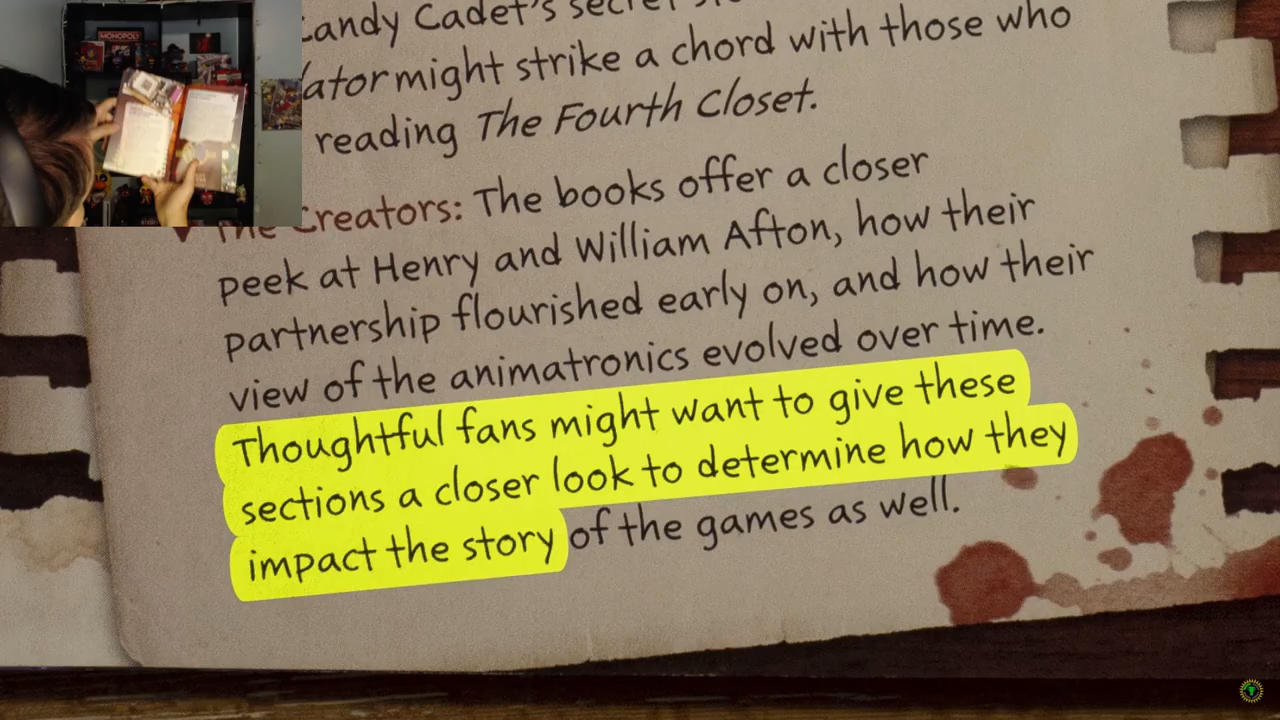 MONOPOLY
Candy Cadet's secret
ator might strike a chord with those who
reading The Fourth Closet.
The Creators: The books offer a closer
peek at Henry and William Afton, how their
partnership flourished early on, and how their
view of the animatronics evolved over time.
Thoughtful fans might want to give these
sections a closer look to determine how they
impact the story of the games as well.